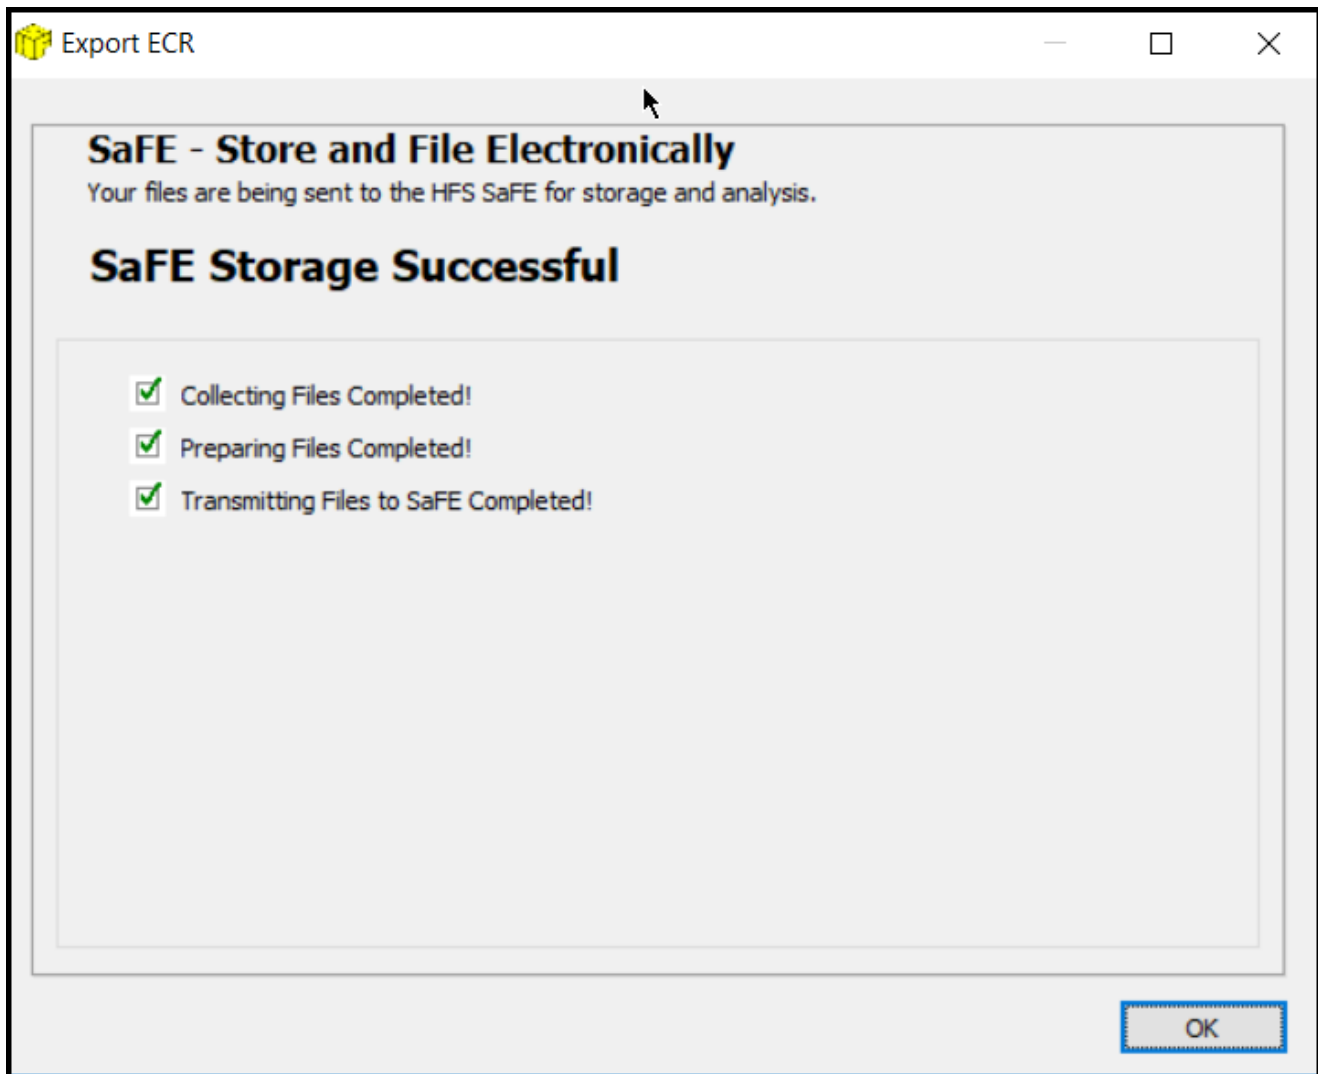 Export ECR
SaFE - Store and File Electronically
Your files are being sent to the HFS SaFE for storage and analysis.
SaFE Storage Successful
Collecting Files Completed!
Preparing Files Completed!
Transmitting Files to SaFE Completed!
OK